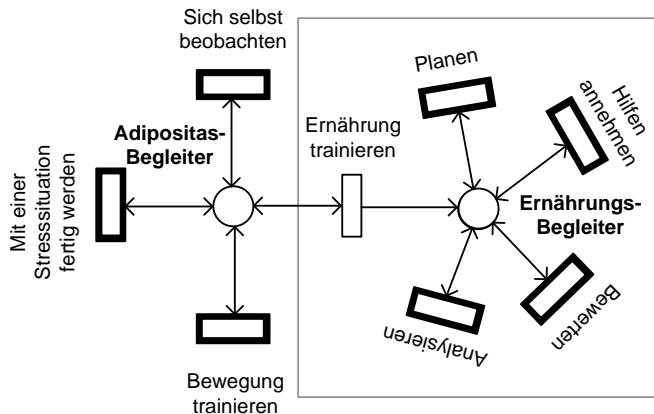 Sich selbst
beobachten
Adipositas-
Begleiter
Mit einer
Stresssituation
fertig werden
Bewegung
trainieren
Ernährung
trainieren
Planen
Hilfen
annehmen
Ernährungs-
Begleiter
Bewerten
Analysieren